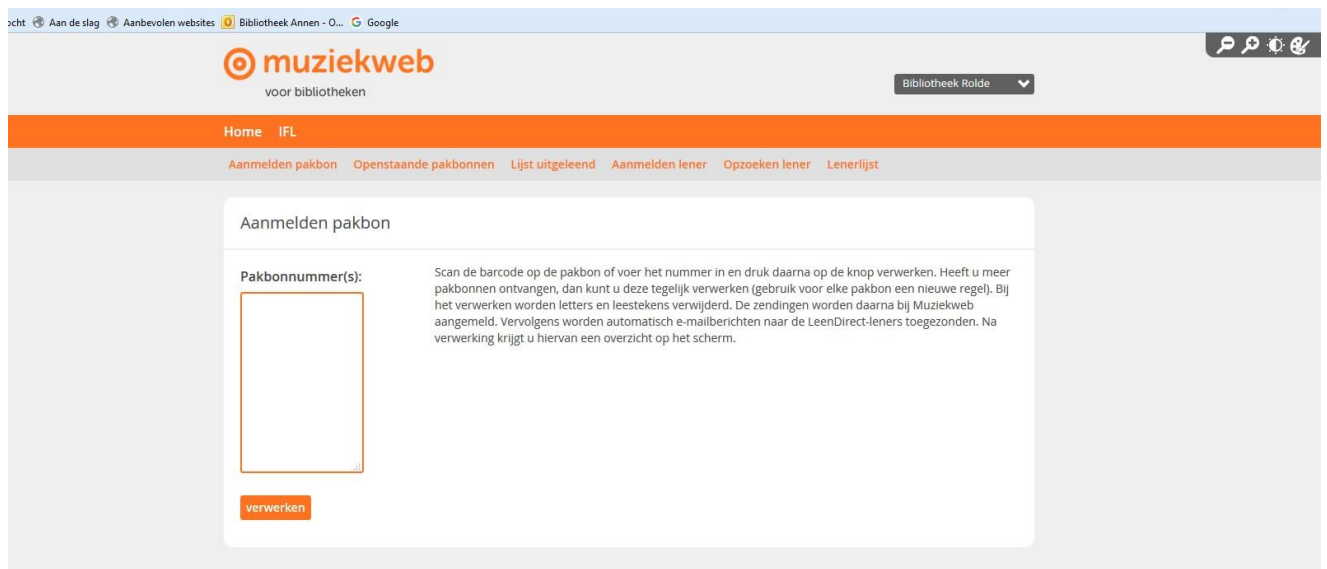 Aan de slag Aanbevolen websites Bibliotheek Annen - O... Google
muziekweb
voor bibliotheken
Bibliotheek Rolde
Home IFL
Aanmelden pakbon Openstaande pakbonnen Lijst uitgeleend Aanmelden lener Opzoeken lener Lenerlijst
Aanmelden pakbon
Pakbonnummer(s):
Scan de barcode op de pakbon of voer het nummer in en druk daarna op de knop verwerken. Heeft u meer
pakbonnen ontvangen, dan kunt u deze tegelijk verwerken (gebruik voor elke pakbon een nieuwe regel). Bij
het verwerken worden letters en leestekens verwijderd. De zendingen worden daarna bij Muziekweb
aangemeld. Vervolgens worden automatisch e-mailberichten naar de LeenDirect-leners toegezonden. Na
verwerking krijgt u hiervan een overzicht op het scherm.
verwerken